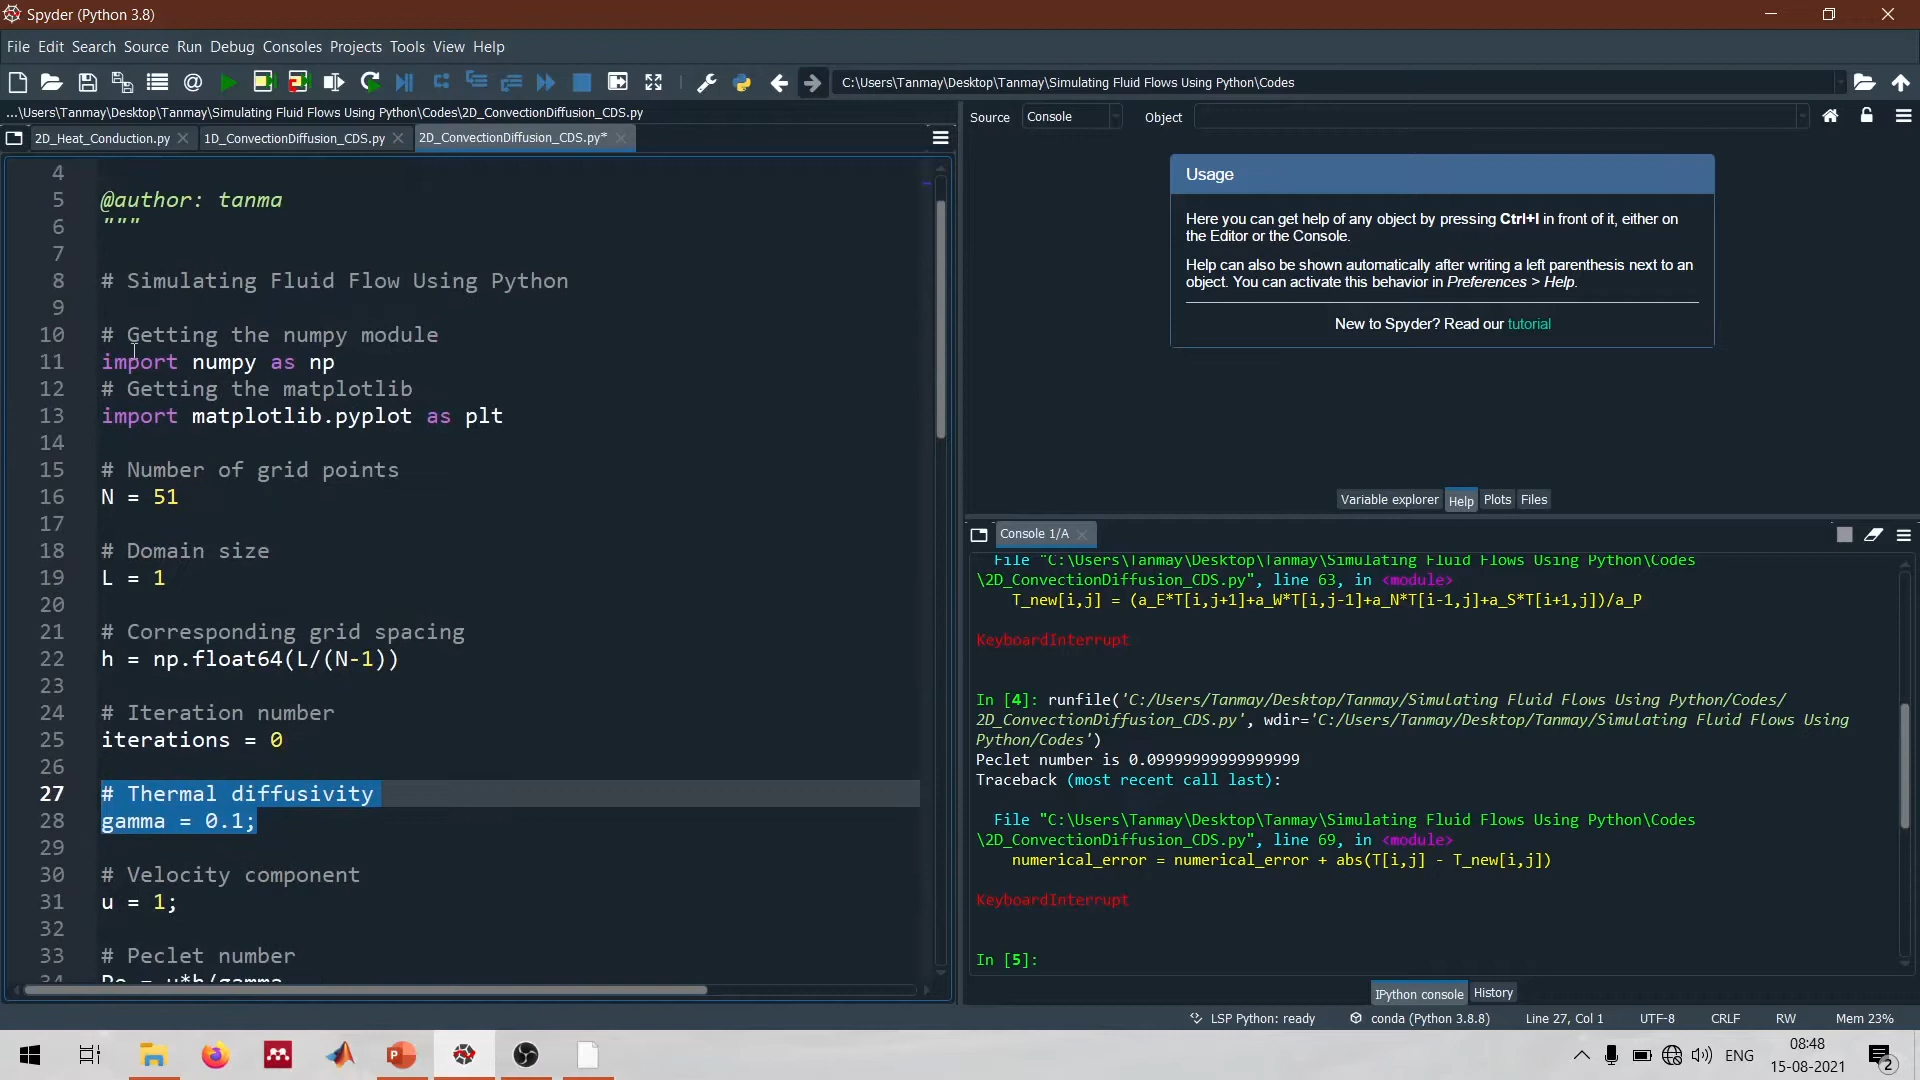 Spyder (Python 3.8)
File Edit Search Source Run Debug Consoles Projects Tools View Help
C:\Users\Tanmay\Desktop\Tanmay\Simulating Fluid Flows Using Python\Codes
...\Users\Tanmay\Desktop\Tanmay\Simulating Fluid Flows Using Python\Codes\2D_ConvectionDiffusion_CDS.py
2D_Heat_Conduction.py 1D_ConvectionDiffusion_CDS.py 2D_ConvectionDiffusion_CDS.py*
4
5 @author: tanma
6 """
7
8 # Simulating Fluid Flow Using Python
9
10 # Getting the numpy module
11 import numpy as np
12 # Getting the matplotlib
13 import matplotlib.pyplot as plt
14
15 # Number of grid points
16 N = 51
17
18 # Domain size
19 L = 1
20
21 # Corresponding grid spacing
22 h = np.float64(L/(N-1))
23
24 # Iteration number
25 iterations = 0
26
27 # Thermal diffusivity
28 gamma = 0.1;
29
30 # Velocity component
31 u = 1;
32
33 # Peclet number
34 Pe = u*h/gamma
Source Console Object
Usage
Here you can get help of any object by pressing Ctrl+I in front of it, either on
the Editor or the Console.
Help can also be shown automatically after writing a left parenthesis next to an
object. You can activate this behavior in Preferences > Help.
New to Spyder? Read our tutorial
Variable explorer Help Plots Files
Console 1/A
File "C:\Users\Tanmay\Desktop\Tanmay\Simulating Fluid Flows Using Python\Codes
\2D_ConvectionDiffusion_CDS.py", line 63, in <module>
T_new[i,j] = (a_E*T[i,j+1]+a_W*T[i,j-1]+a_N*T[i-1,j]+a_S*T[i+1,j])/a_P
KeyboardInterrupt
In [4]: runfile('C:/Users/Tanmay/Desktop/Tanmay/Simulating Fluid Flows Using Python/Codes/
2D_ConvectionDiffusion_CDS.py', wdir='C:/Users/Tanmay/Desktop/Tanmay/Simulating Fluid Flows Using
Python/Codes')
Peclet number is 0.09999999999999999
Traceback (most recent call last):
File "C:\Users\Tanmay\Desktop\Tanmay\Simulating Fluid Flows Using Python\Codes
\2D_ConvectionDiffusion_CDS.py", line 69, in <module>
numerical_error = numerical_error + abs(T[i,j] - T_new[i,j])
KeyboardInterrupt
In [5]:
IPython console History
LSP Python: ready conda (Python 3.8.8) Line 27, Col 1 UTF-8 CRLF RW Mem 23%
ENG
08:48
15-08-2021
2